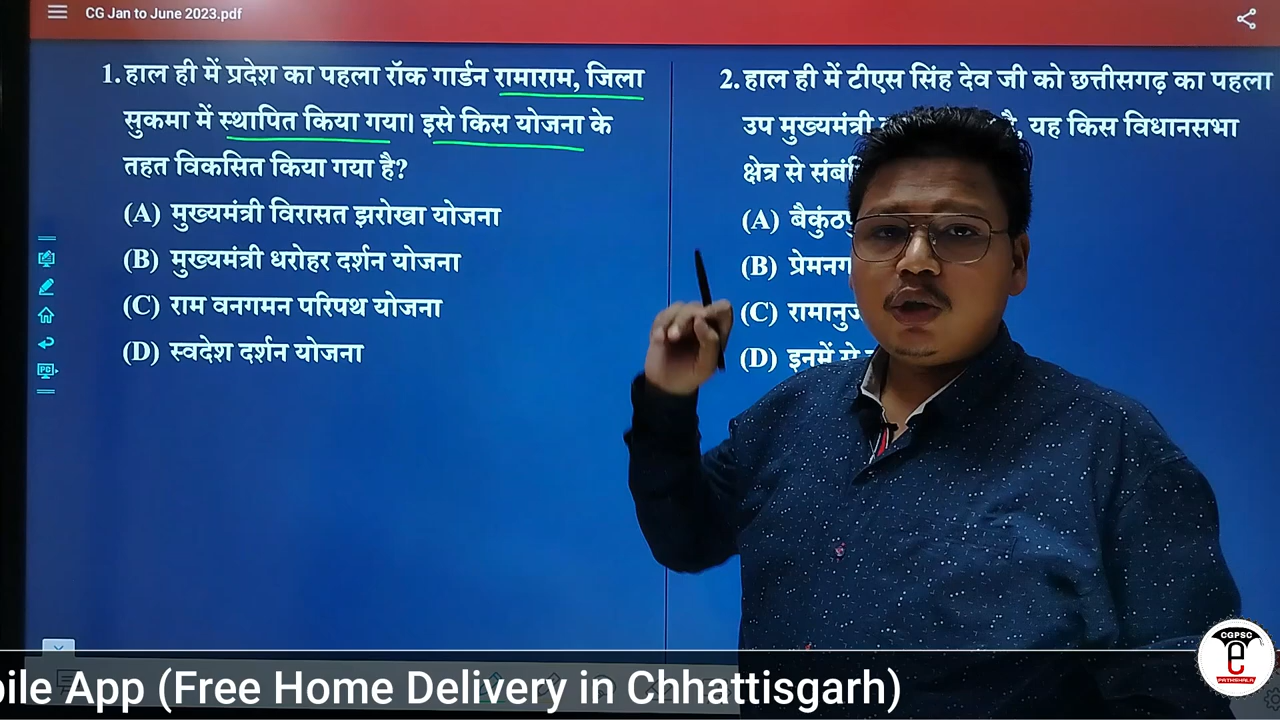 CG Jan to June 2023.pdf
1. हाल ही में प्रदेश का पहला रॉक गार्डन रामाराम, जिला
सुकमा में स्थापित किया गया। इसे किस योजना के
तहत विकसित किया गया है?
(A) मुख्यमंत्री विरासत झरोखा योजना
(B) मुख्यमंत्री धरोहर दर्शन योजना
(C) राम वनगमन परिपथ योजना
(D) स्वदेश दर्शन योजना
2. हाल ही में टीएस सिंह देव जी को छत्तीसगढ़ का पहला
उप मुख्यमंत्री है, यह किस विधानसभा
क्षेत्र से
(A)
(B)
(C)
(D) इनमें से
Mobile App (Free Home Delivery in Chhattisgarh)
CGPSC
e
PATHSHALA